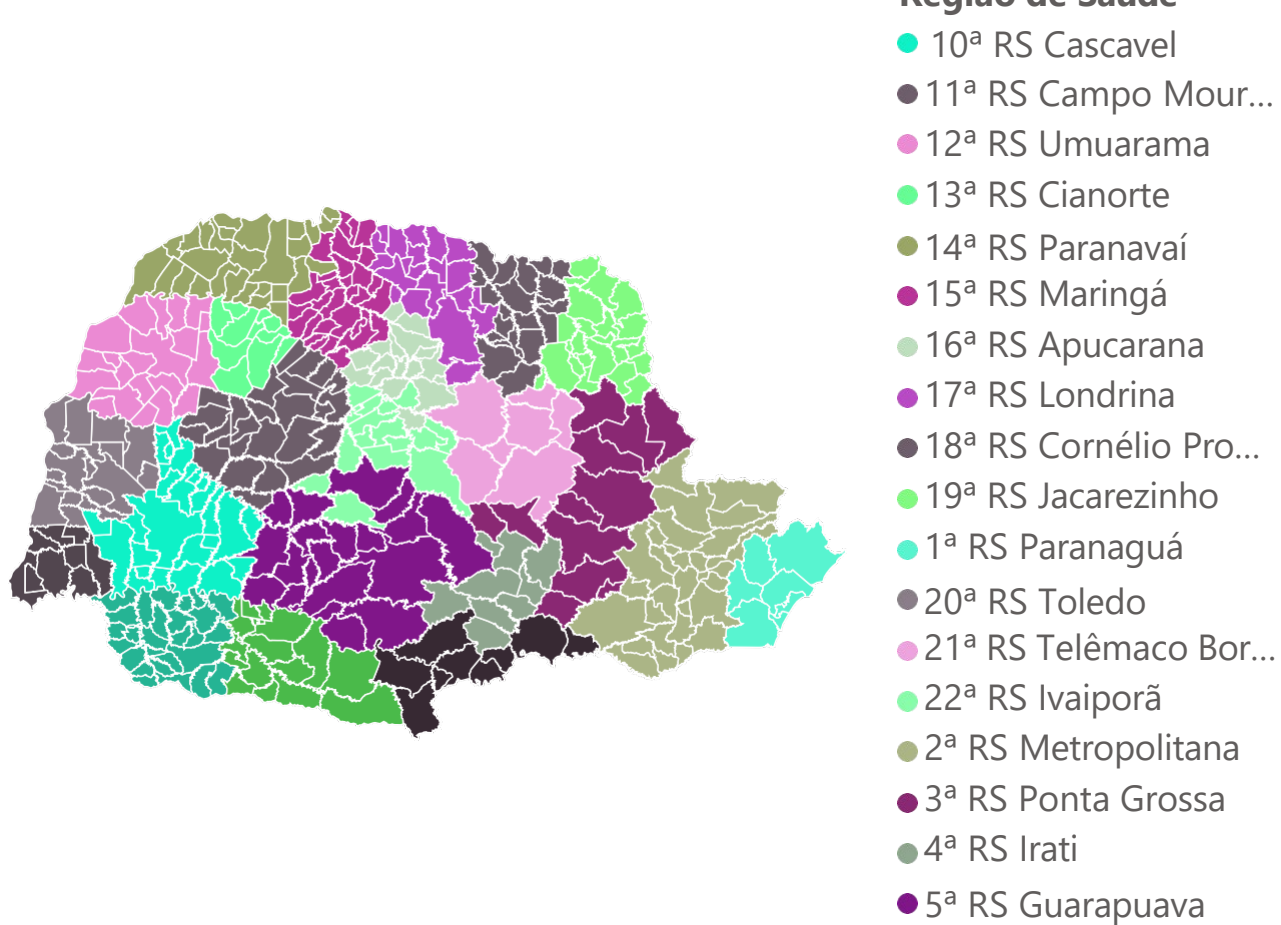 Região de Saúde
10ª RS Cascavel
11ª RS Campo Mour...
12ª RS Umuarama
13ª RS Cianorte
14ª RS Paranavaí
15ª RS Maringá
16ª RS Apucarana
17ª RS Londrina
18ª RS Cornélio Pro...
19ª RS Jacarezinho
1ª RS Paranaguá
20ª RS Toledo
21ª RS Telêmaco Bor...
22ª RS Ivaiporã
2ª RS Metropolitana
3ª RS Ponta Grossa
4ª RS Irati
5ª RS Guarapuava